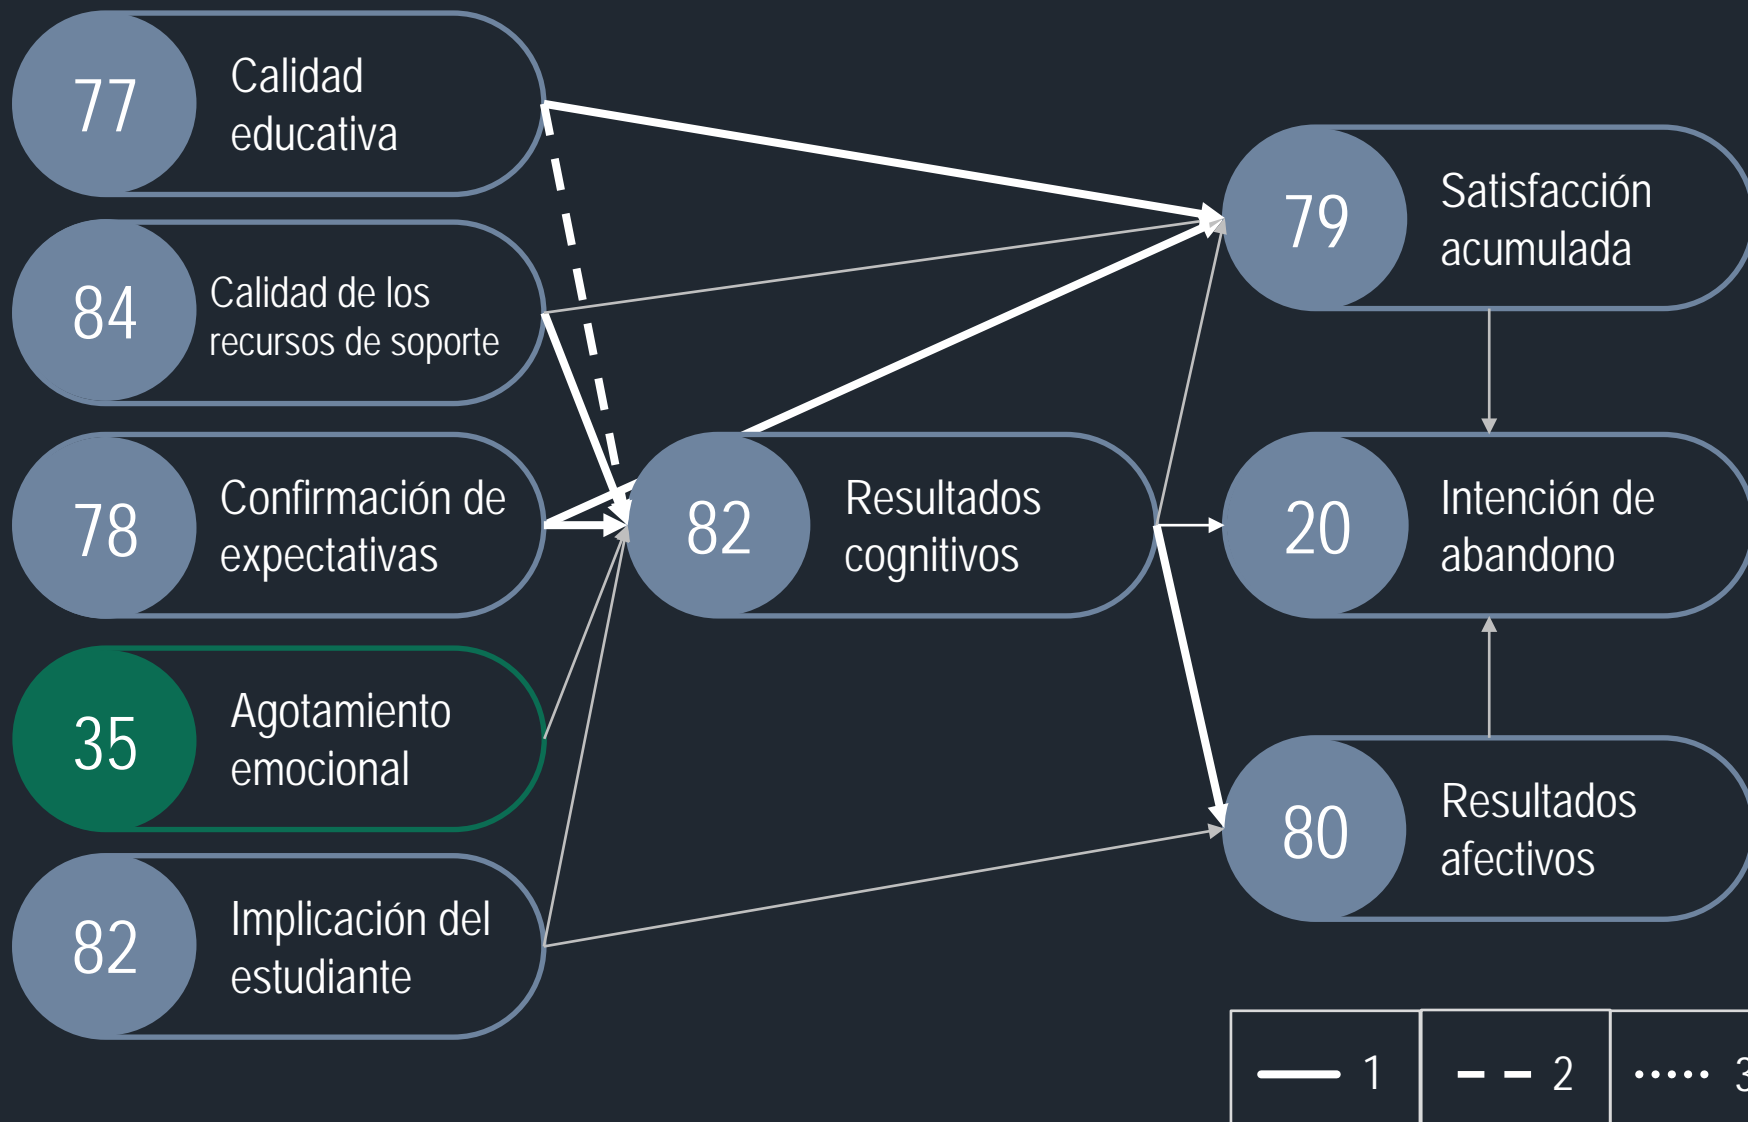 77
Calidad
educativa
84
Calidad de los
recursos de soporte
78
Confirmación de
expectativas
35
Agotamiento
emocional
82
Implicación del
estudiante
82
Resultados
cognitivos
79
Satisfacción
acumulada
20
Intención de
abandono
80
Resultados
afectivos
1
2
3